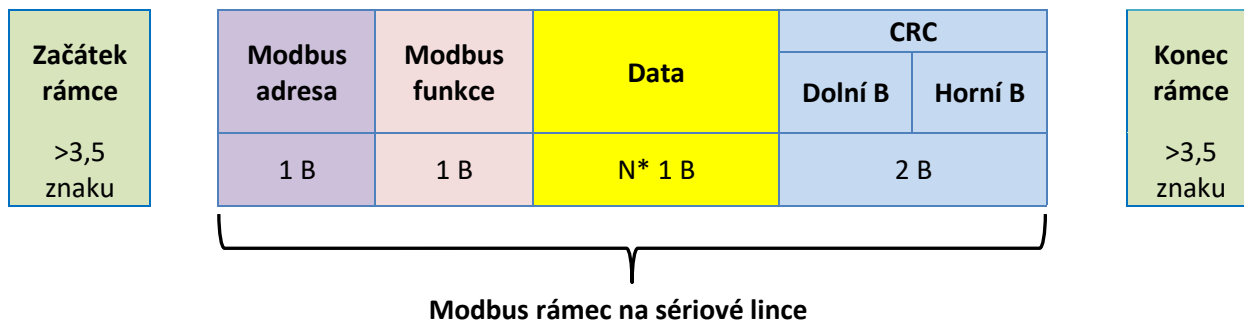 Začátek
rámce
>3,5
znaku
Modbus
adresa
1 B
Modbus
funkce
1 B
Data
N* 1 B
CRC
Dolní B
Horní B
2 B
Konec
rámce
>3,5
znaku
Modbus rámec na sériové lince